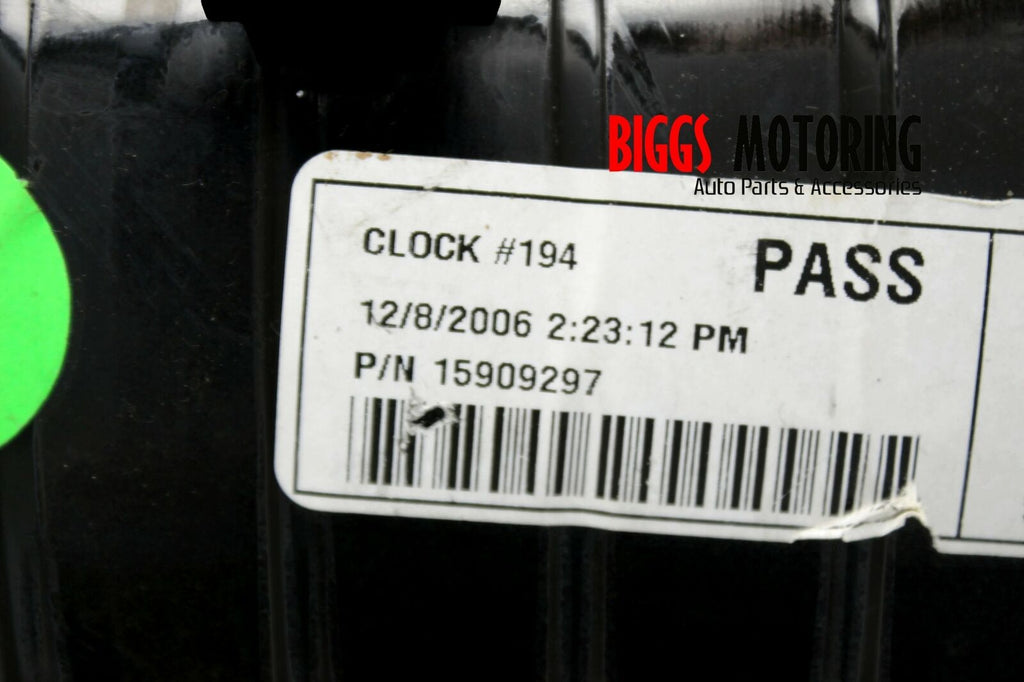 BIGGS MOTORING
Auto Parts & Accessories
CLOCK #194
PASS
12/8/2006 2:23:12 PM
P/N 15909297